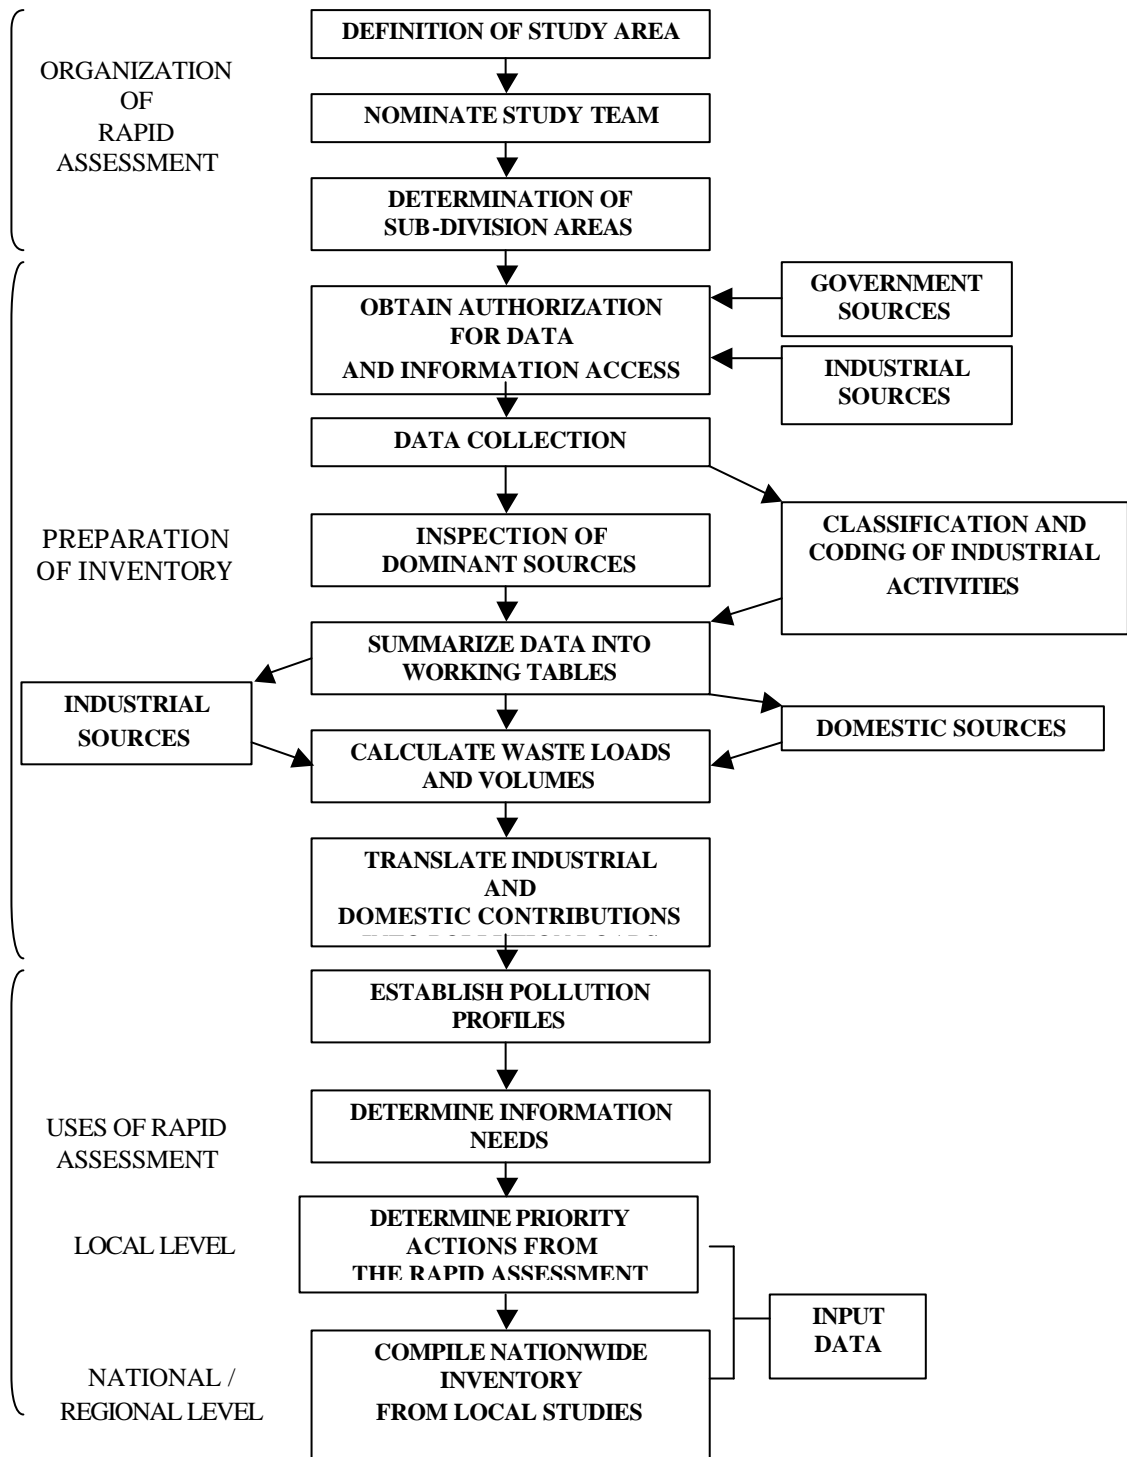 DEFINITION OF STUDY AREA
ORGANIZATION
OF
RAPID
ASSESSMENT
NOMINATE STUDY TEAM
DETERMINATION OF
SUB-DIVISION AREAS
OBTAIN AUTHORIZATION
FOR DATA
AND INFORMATION ACCESS
GOVERNMENT
SOURCES
INDUSTRIAL
SOURCES
DATA COLLECTION
PREPARATION
OF INVENTORY
INSPECTION OF
DOMINANT SOURCES
CLASSIFICATION AND
CODING OF INDUSTRIAL
ACTIVITIES
SUMMARIZE DATA INTO
WORKING TABLES
INDUSTRIAL
SOURCES
DOMESTIC SOURCES
CALCULATE WASTE LOADS
AND VOLUMES
TRANSLATE INDUSTRIAL
AND
DOMESTIC CONTRIBUTIONS
ESTABLISH POLLUTION
PROFILES
USES OF RAPID
ASSESSMENT
DETERMINE INFORMATION
NEEDS
LOCAL LEVEL
DETERMINE PRIORITY
ACTIONS FROM
THE RAPID ASSESSMENT
INPUT
DATA
NATIONAL /
REGIONAL LEVEL
COMPILE NATIONWIDE
INVENTORY
FROM LOCAL STUDIES